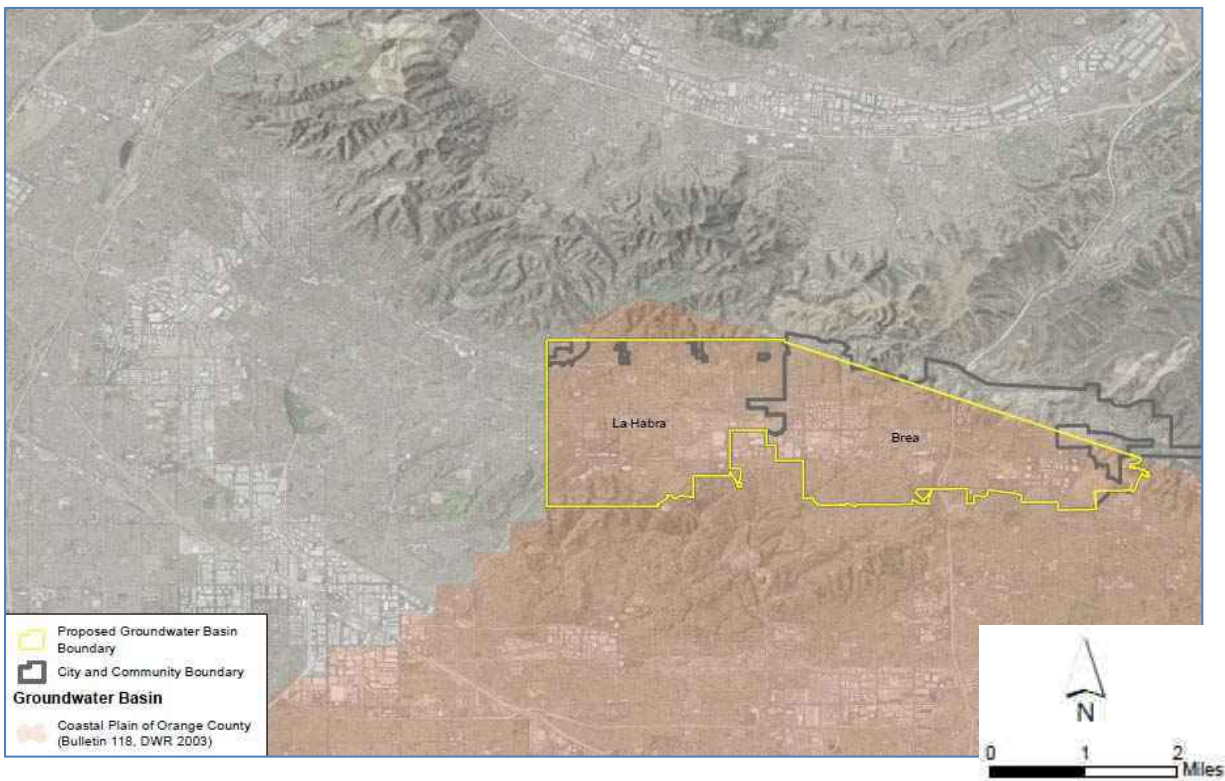 La Habra
Brea
Proposed Groundwater Basin
Boundary
City and Community Boundary
Groundwater Basin
Coastal Plain of Orange County
(Bulletin 118, DWR 2003)
N
0 1 2
Miles